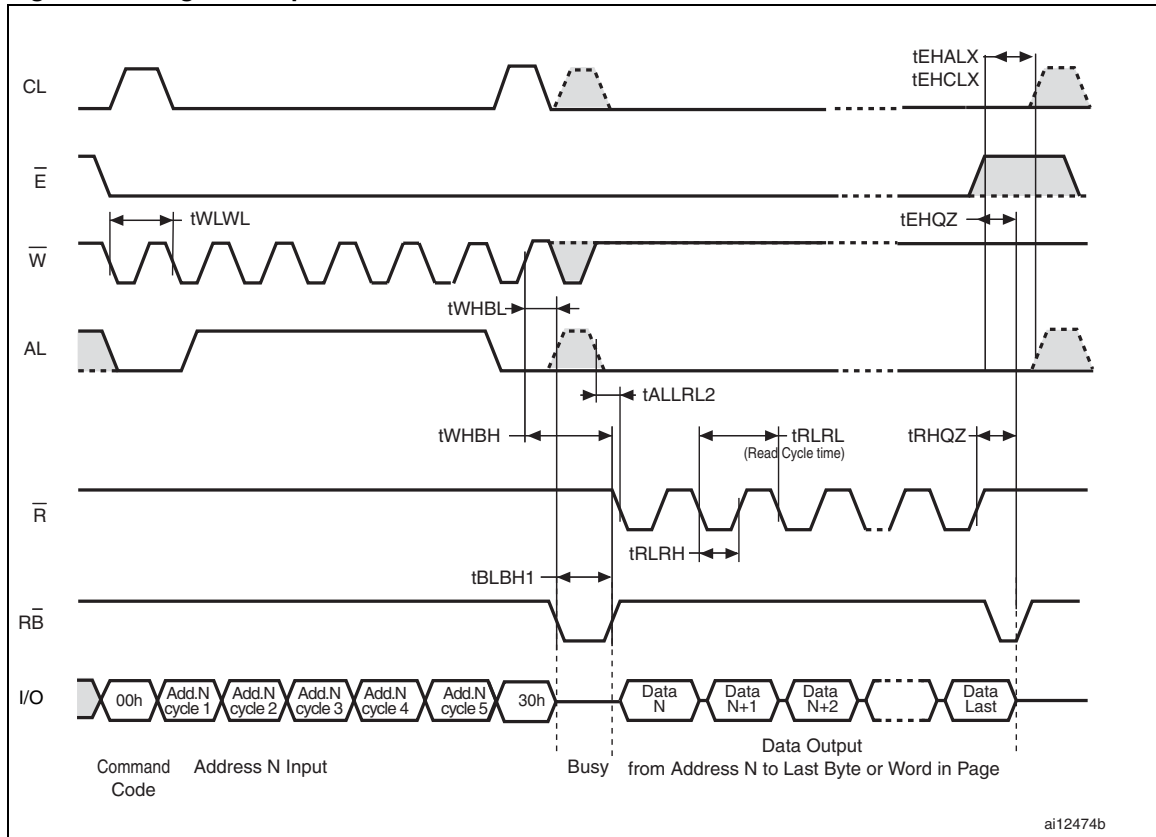 CL
tEHALX
tEHCLX
E
tWLWL
tEHQZ
W
tWHBL
AL
tALLRL2
tWHBH
tRLRL
(Read Cycle time)
tRHQZ
R
tRLRH
tBLBH1
RB
I/O
00h
Add.N cycle 1
Add.N cycle 2
Add.N cycle 3
Add.N cycle 4
Add.N cycle 5
30h
Data N
Data N+1
Data N+2
Data Last
Command Code
Address N Input
Busy
Data Output
from Address N to Last Byte or Word in Page
ai12474b